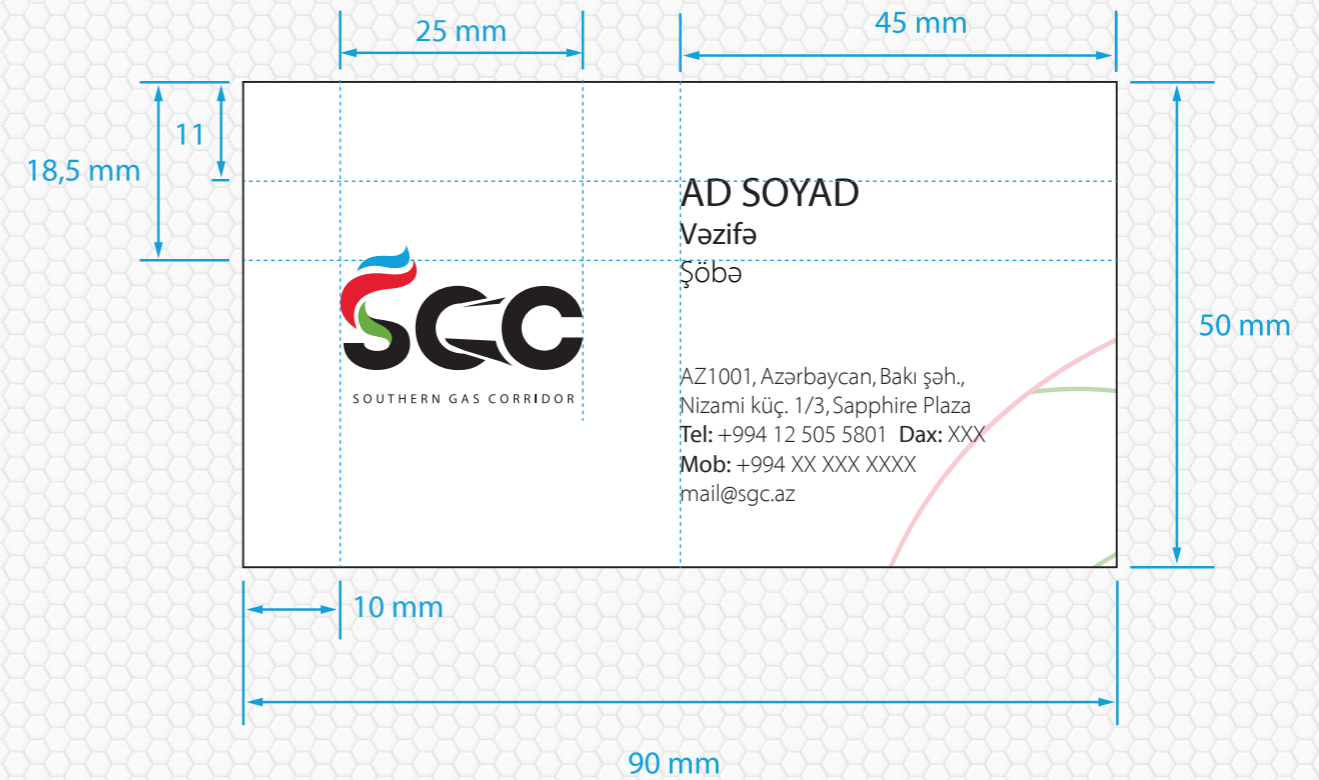 25 mm
45 mm
11
18,5 mm
AD SOYAD
Vəzifə
Şöbə
SGC
SOUTHERN GAS CORRIDOR
50 mm
AZ1001, Azərbaycan, Bakı şəh.,
Nizami küç. 1/3, Sapphire Plaza
Tel: +994 12 505 5801 Dax: XXX
Mob: +994 XX XXX XXXX
mail@sgc.az
10 mm
90 mm